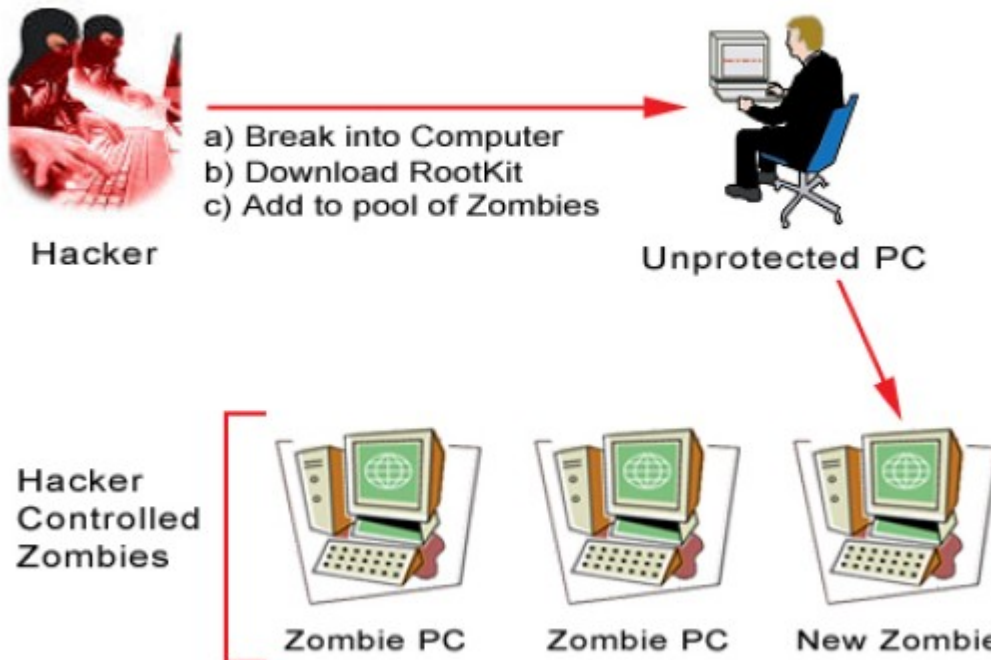 a) Break into Computer
b) Download RootKit
c) Add to pool of Zombies
Hacker
Unprotected PC
Hacker
Controlled
Zombies
Zombie PC
Zombie PC
New Zombie